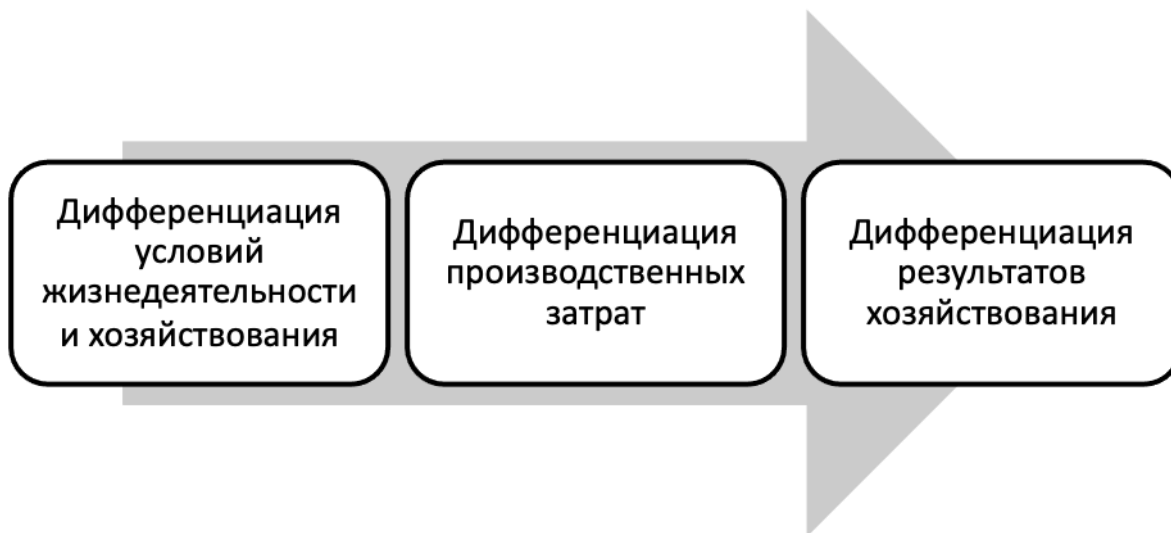 Дифференциация
условий
жизнедеятельности
и хозяйствования
Дифференциация
производственных
затрат
Дифференциация
результатов
хозяйствования